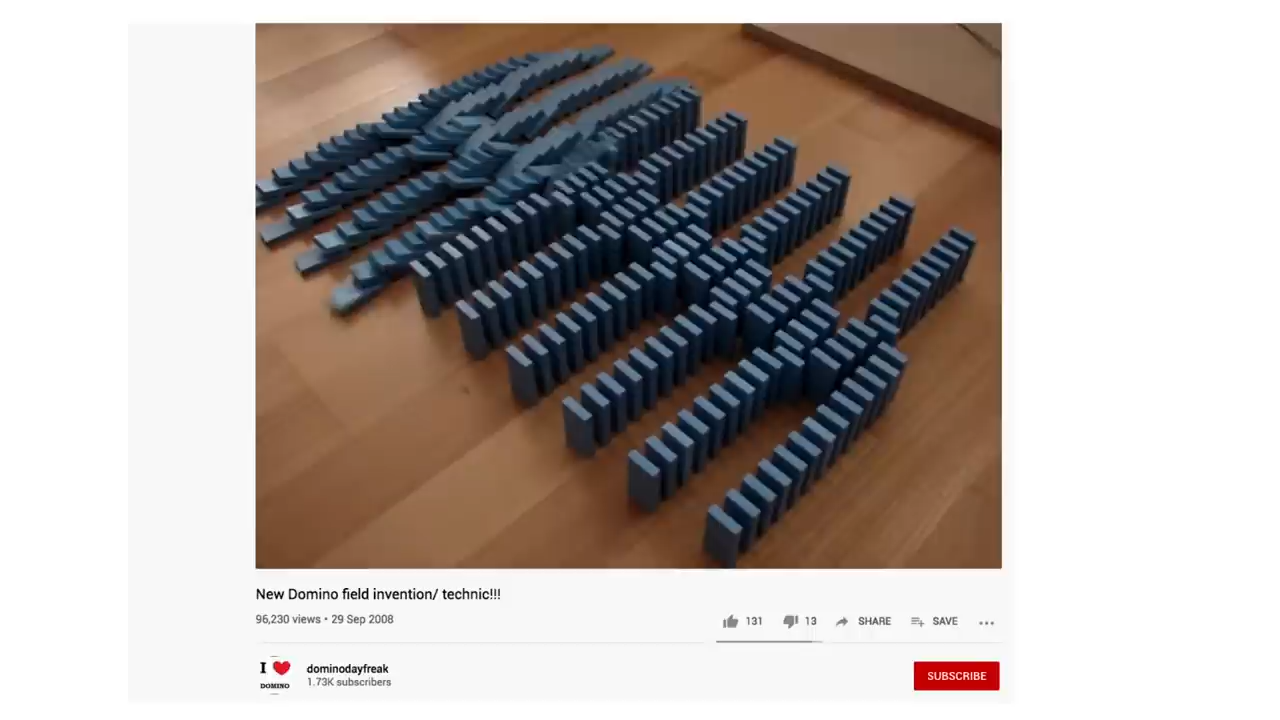 New Domino field invention/ technic!!!
96,230 views • 29 Sep 2008
131 13 SHARE SAVE
I
DOMINO
dominodayfreak
1.73K subscribers
SUBSCRIBE